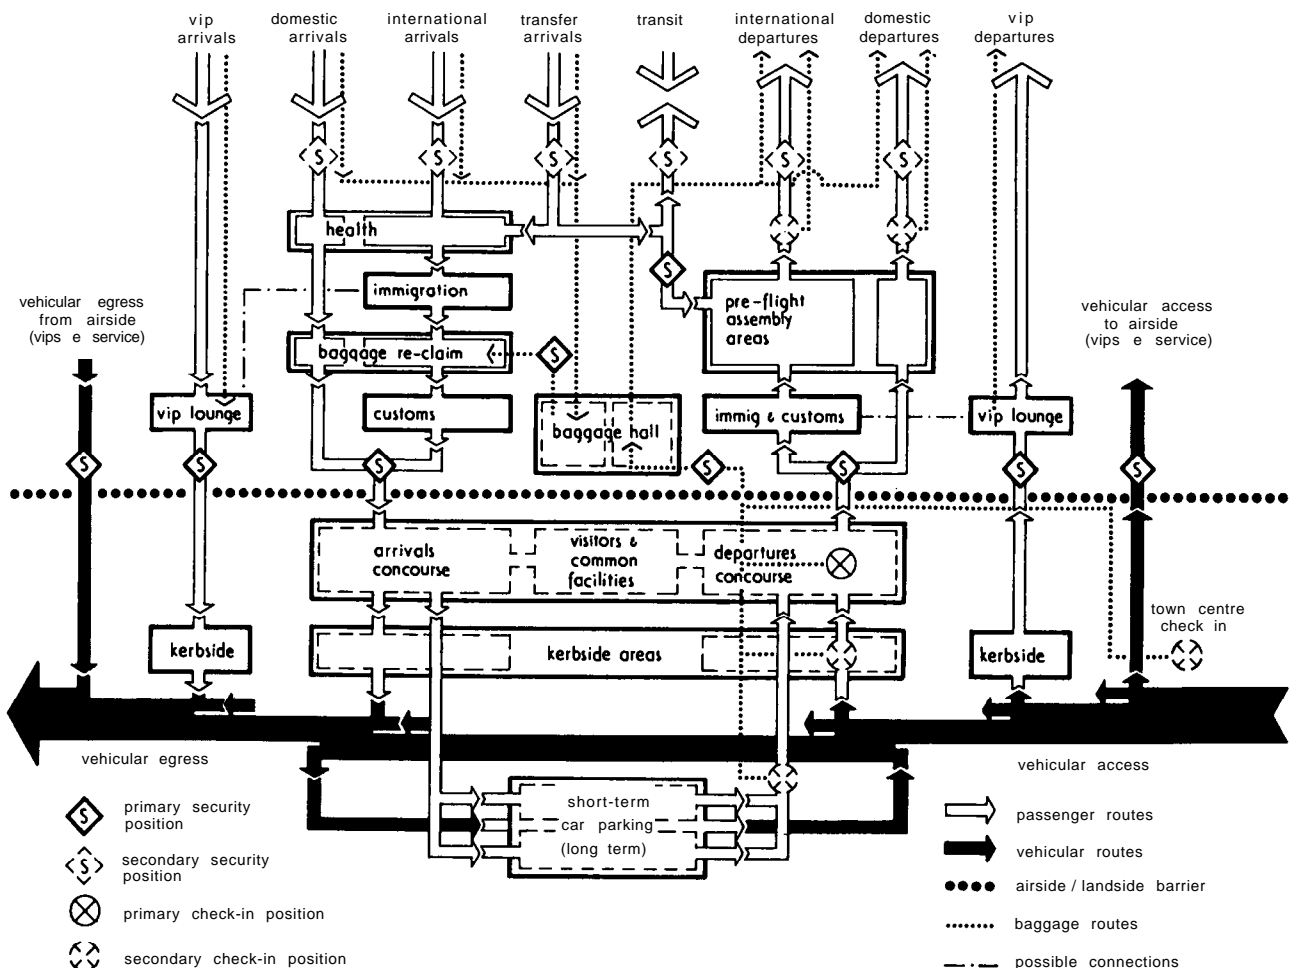 vip
arrivals
domestic
arrivals
international
arrivals
transfer
arrivals
transit
international
departures
domestic
departures
vip
departures
S
S
S
S
S
S
health
S
immigration
pre-flight
assembly
areas
vehicular egress
from airside
(vips e service)
vehicular access
to airside
(vips e service)
baggage re-claim
S
vip lounge
customs
baggage hall
immig & customs
vip lounge
S
S
S
S
S
S
S
arrivals
concourse
visitors &
common
facilities
departures
concourse
town centre
check in
kerbside
kerbside areas
kerbside
vehicular egress
vehicular access
short-term
car parking
(long term)
S
primary security
position
S
secondary security
position
primary check-in position
secondary check-in position
passenger routes
vehicular routes
airside / landside barrier
baggage routes
possible connections